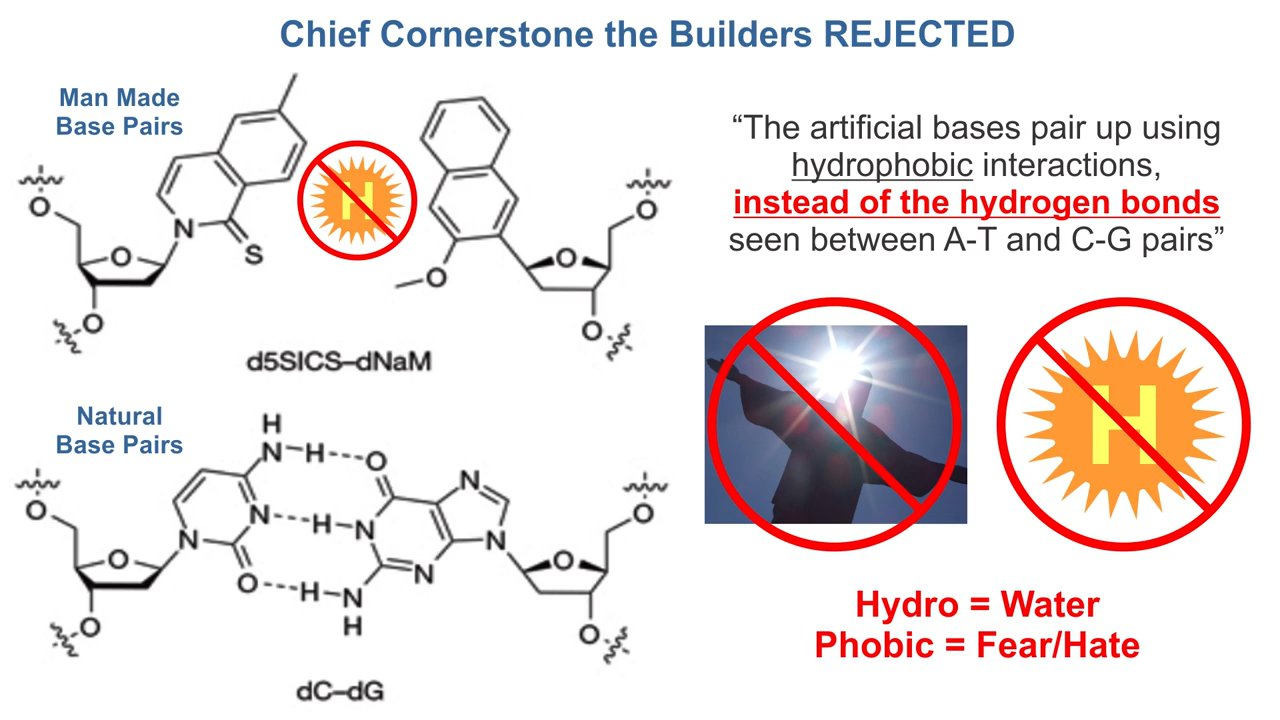 Chief Cornerstone the Builders REJECTED
Man Made
Base Pairs
H
O
O
N
S
O
O
O
O
d5SICS–dNaM
“The artificial bases pair up using
hydrophobic interactions,
instead of the hydrogen bonds
seen between A-T and C-G pairs”
H
Natural
Base Pairs
H
N
H
O
N
H
N
N
N
N
N
O
H
N
H
O
O
O
O
O
O
dC–dG
Hydro = Water
Phobic = Fear/Hate